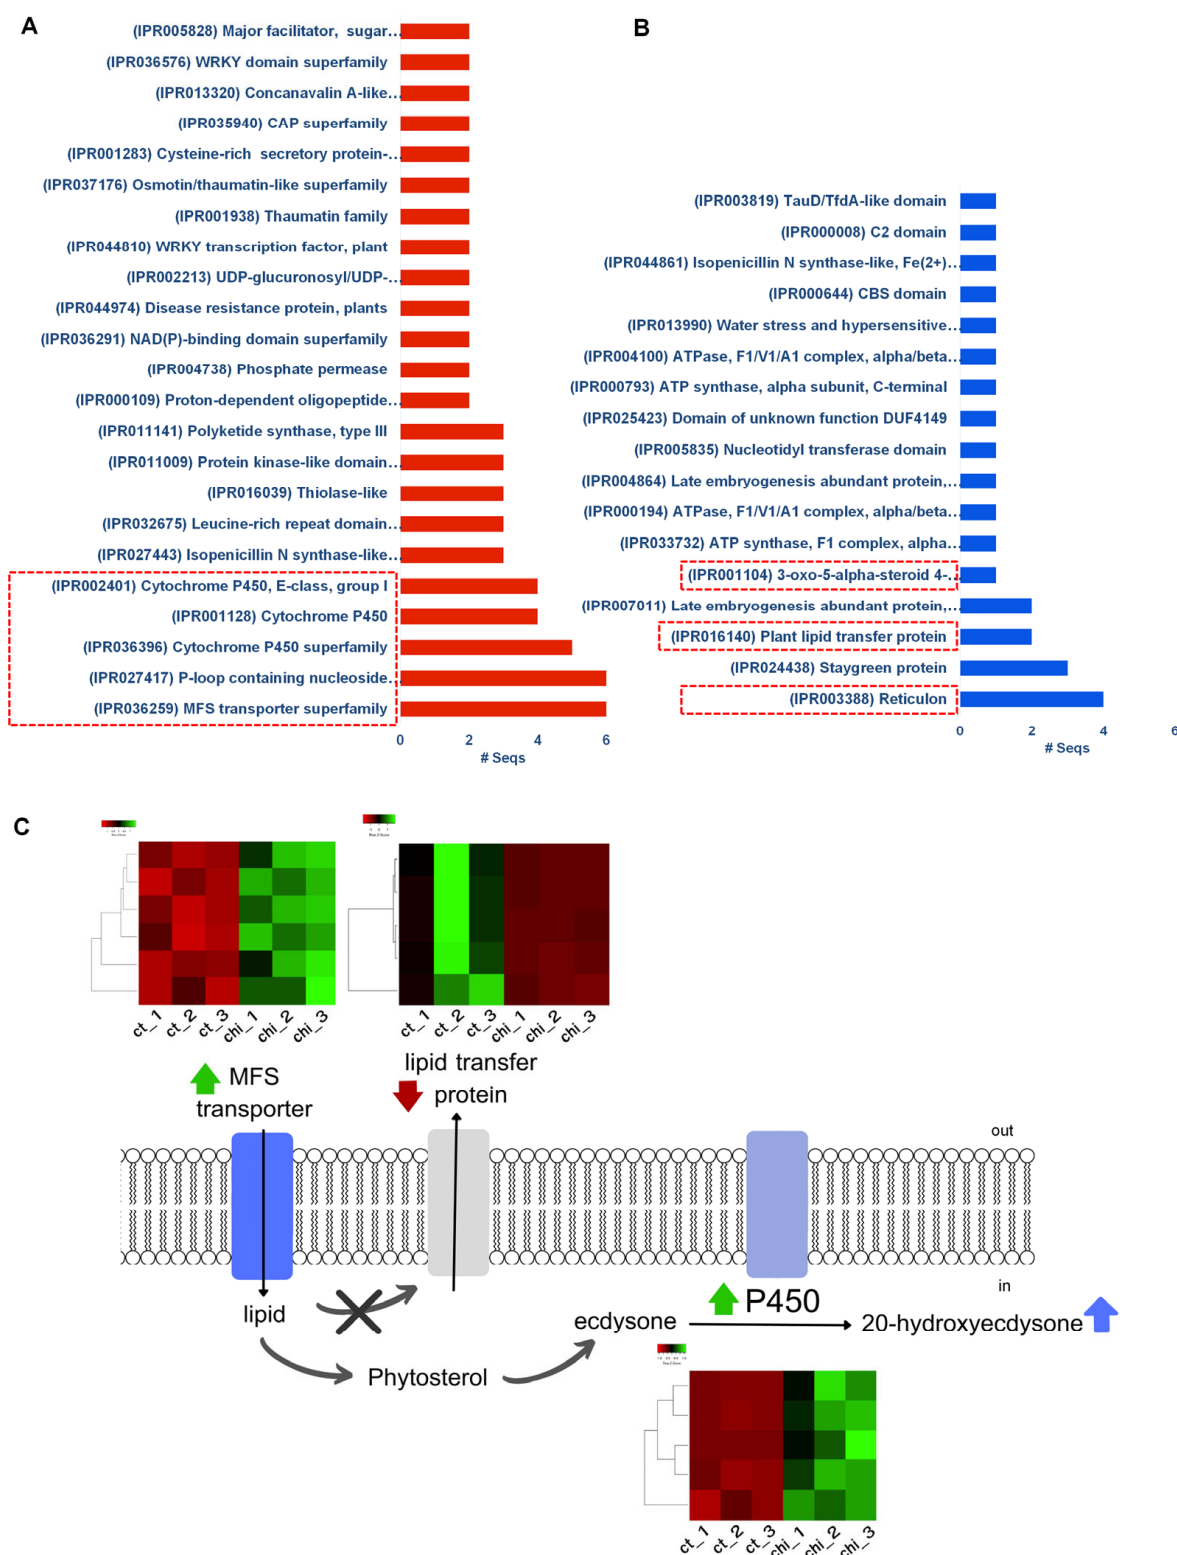 A
(IPR005828) Major facilitator, sugar...
(IPR036576) WRKY domain superfamily
(IPR013320) Concanavalin A-like...
(IPR035940) CAP superfamily
(IPR001283) Cysteine-rich secretory protein-...
(IPR037176) Osmotin/thaumatin-like superfamily
(IPR001938) Thaumatin family
(IPR044810) WRKY transcription factor, plant
(IPR002213) UDP-glucuronosyl/UDP-...
(IPR044974) Disease resistance protein, plants
(IPR036291) NAD(P)-binding domain superfamily
(IPR004738) Phosphate permease
(IPR000109) Proton-dependent oligopeptide...
(IPR011141) Polyketide synthase, type III
(IPR011009) Protein kinase-like domain...
(IPR016039) Thiolase-like
(IPR032675) Leucine-rich repeat domain...
(IPR027443) Isopenicillin N synthase-like...
(IPR002401) Cytochrome P450, E-class, group I
(IPR001128) Cytochrome P450
(IPR036396) Cytochrome P450 superfamily
(IPR027417) P-loop containing nucleoside...
(IPR036259) MFS transporter superfamily
0 2 4 6
# Seqs
B
(IPR003819) TauD/TfdA-like domain
(IPR000008) C2 domain
(IPR044861) Isopenicillin N synthase-like, Fe(2+)...
(IPR000644) CBS domain
(IPR013990) Water stress and hypersensitive...
(IPR004100) ATPase, F1/V1/A1 complex, alpha/beta...
(IPR000793) ATP synthase, alpha subunit, C-terminal
(IPR025423) Domain of unknown function DUF4149
(IPR005835) Nucleotidyl transferase domain
(IPR004864) Late embryogenesis abundant protein,...
(IPR000194) ATPase, F1/V1/A1 complex, alpha/beta...
(IPR033732) ATP synthase, F1 complex, alpha...
(IPR001104) 3-oxo-5-alpha-steroid 4-...
(IPR007011) Late embryogenesis abundant protein,...
(IPR016140) Plant lipid transfer protein
(IPR024438) Staygreen protein
(IPR003388) Reticulon
0 2 4 6
# Seqs
C
ct_1 ct_2 ct_3 chi_1 chi_2 chi_3
ct_1 ct_2 ct_3 chi_1 chi_2 chi_3
MFS
transporter
lipid transfer
protein
out
in
lipid
Phytosterol
ecdysone
P450
20-hydroxyecdysone
ct_1 ct_2 ct_3 chi_1 chi_2 chi_3